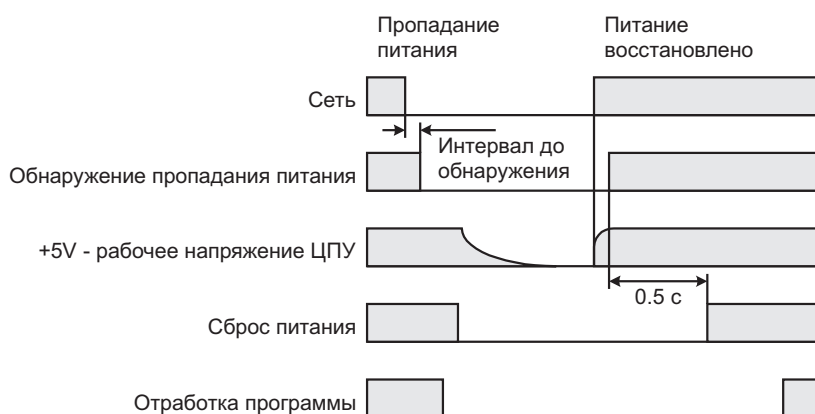 Пропадание
питания
Питание
восстановлено
Сеть
Интервал до
обнаружения
Обнаружение пропадания питания
+5V - рабочее напряжение ЦПУ
0.5 с
Сброс питания
Отработка программы